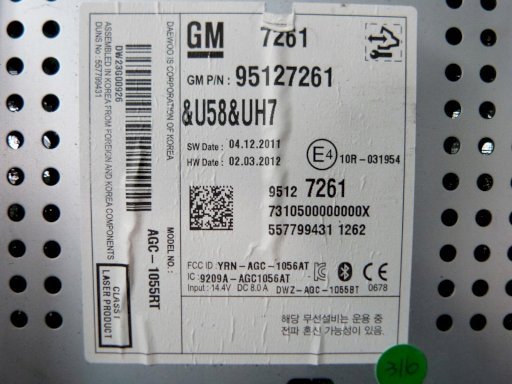 GM 7261
GM P/N : 95127261
&U58&UH7
SW Date : 04.12.2011
HW Date : 02.03.2012
E4 10R - 031954
9512 7261
7310500000000X
557799431 1262
FCC ID : YRN - AGC - 1056AT
IC : 9209A - AGC1056AT
Input : 14.4V DC 8.0 A DWZ - AGC - 1055BT 0678
해당 무선설비는 운용 중
전파 혼신 가능성이 있음
DAEWOO IS CORPORATION OF KOREA
MODEL NO. :
AGC - 1055RT
DW23G00926
ASSEMBLED IN KOREA FROM FOREIGN AND KOREA COMPONENTS
DUNS No : 557799431
CLASS 1
LASER PRODUCT
316